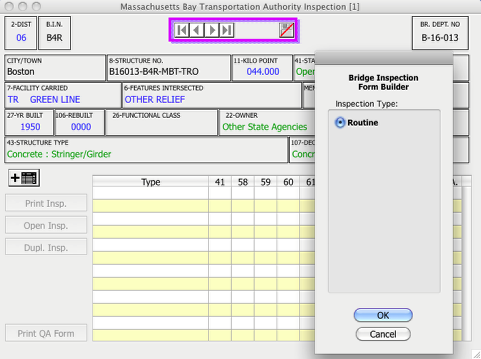 Massachusetts Bay Transportation Authority Inspection [1]
2-DIST
06
B.I.N.
B4R
BR. DEPT. NO
B-16-013
CITY/TOWN
Boston
8-STRUCTURE NO.
B16013-B4R-MBT-TRO
11-KILO POINT
044.000
41-STA
Open
7-FACILITY CARRIED
TR GREEN LINE
6-FEATURES INTERSECTED
OTHER RELIEF
MEM
27-YR BUILT
1950
106-REBUILT
0000
26-FUNCTIONAL CLASS
22-OWNER
Other State Agencies
43-STRUCTURE TYPE
Concrete : Stringer/Girder
107-DEC
Concr
Print Insp.
Open Insp.
Dupl. Insp.
Print QA Form
Type 41 58 59 60 61
A.
Bridge Inspection
Form Builder
Inspection Type:
Routine
OK
Cancel